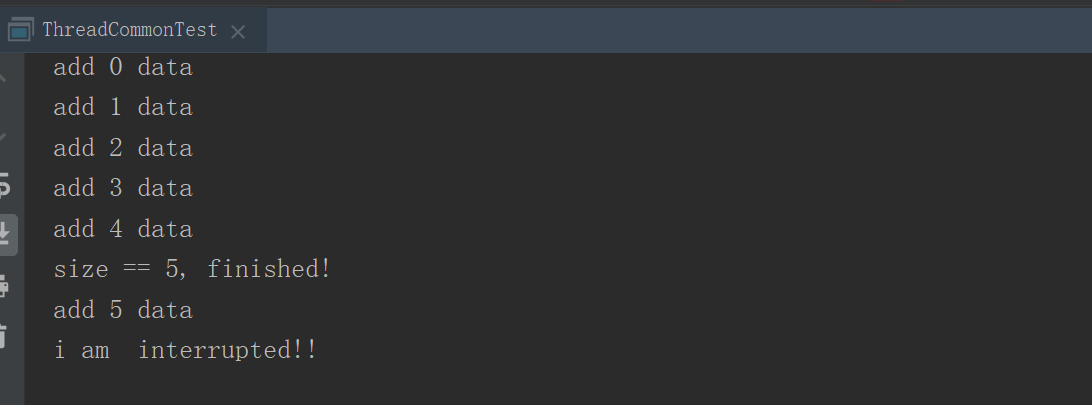 ThreadCommonTest
add 0 data
add 1 data
add 2 data
add 3 data
add 4 data
size == 5, finished!
add 5 data
i am  interrupted!!